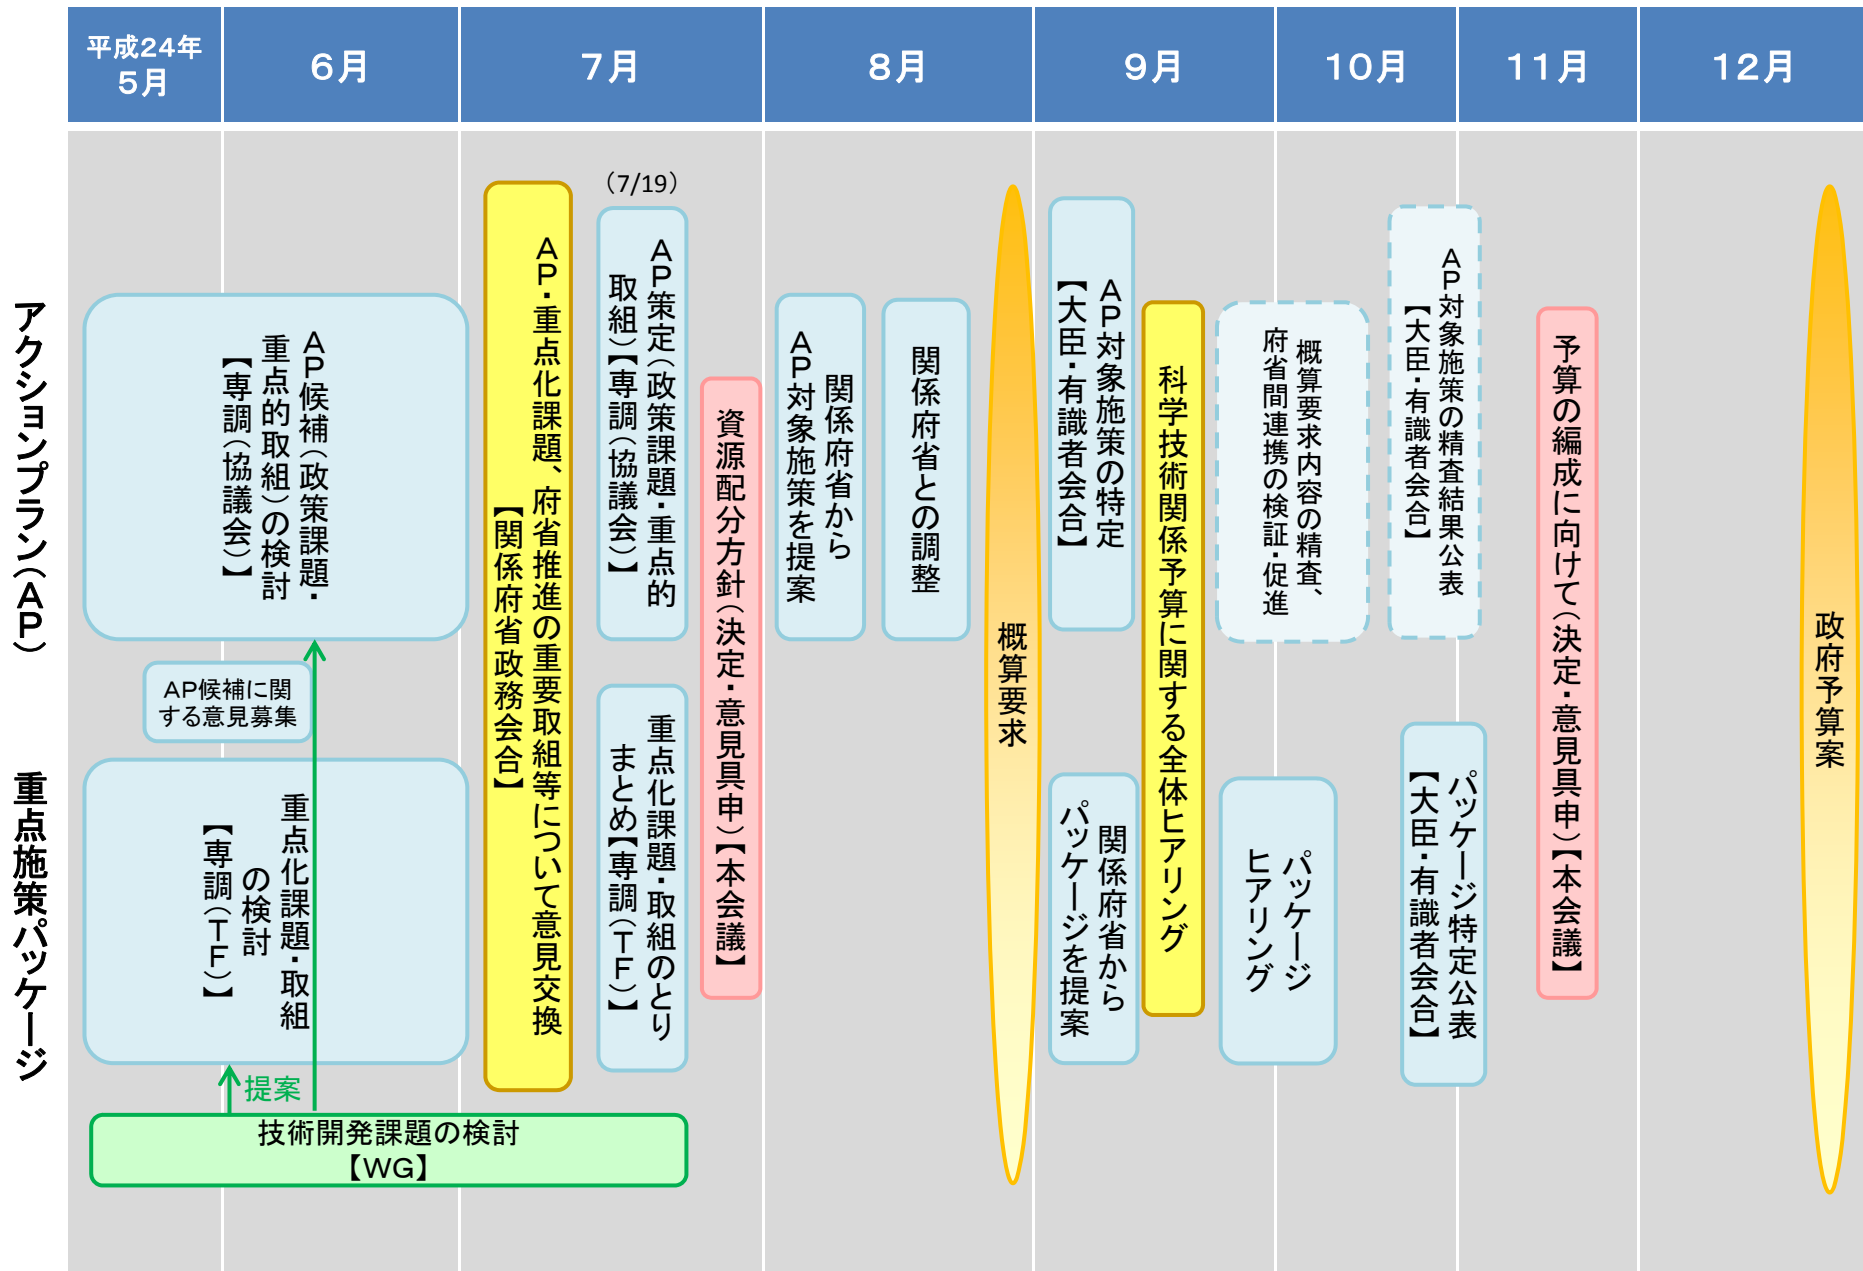 平成24年
5月
6月
7月
8月
9月
10月
11月
12月
アクションプラン(AP)
重点施策パッケージ
AP候補(政策課題・
重点的取組)の検討
【専調(協議会)】
AP候補に関
する意見募集
重点化課題・取組
の検討
【専調(TF)】
提案
技術開発課題の検討
【WG】
AP・重点化課題、府省推進の重要取組等について意見交換
【関係府省政務会合】
(7/19)
AP策定(政策課題・重点的
取組)【専調(協議会)】
重点化課題・取組のとり
まとめ【専調(TF)】
資源配分方針(決定・意見具申)【本会議】
関係府省から
AP対象施策を提案
関係府省との調整
概算要求
AP対象施策の特定
【大臣・有識者会合】
関係府省から
パッケージを提案
科学技術関係予算に関する全体ヒアリング
概算要求内容の精査、
府省間連携の検証・促進
パッケージ
ヒアリング
AP対象施策の精査結果公表
【大臣・有識者会合】
パッケージ特定公表
【大臣・有識者会合】
予算の編成に向けて(決定・意見具申)【本会議】
政府予算案